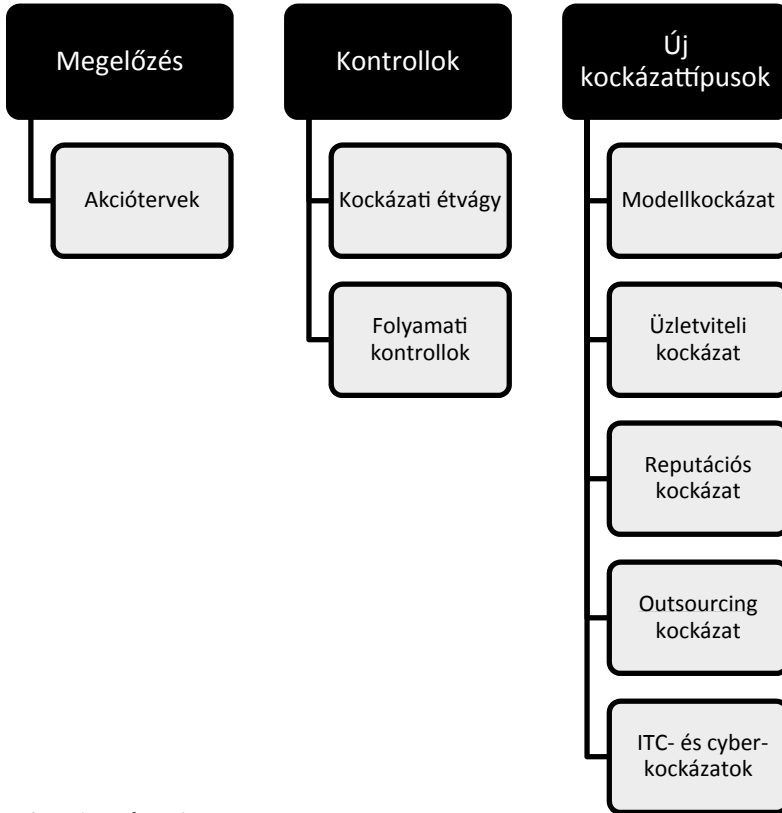 Megelőzés
Akciótervek
Kontrollok
Kockázati étvágy
Folyamati
kontrollok
Új
kockázattípusok
Modellkockázat
Üzletviteli
kockázat
Reputációs
kockázat
Outsourcing
kockázat
ITC- és cyber-
kockázatok